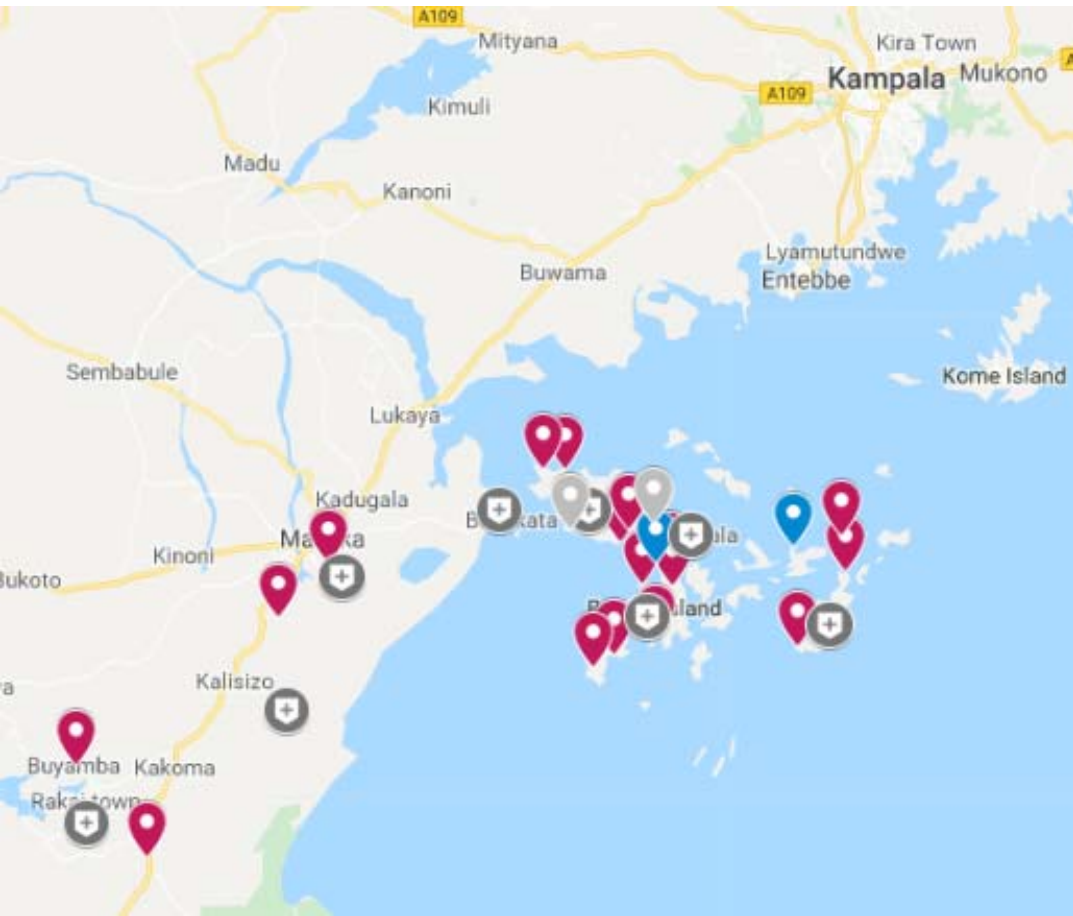 A109
Mityana
Kira Town
Kampala
Mukono
A109
Kimuli
Madu
Kanoni
Lyamutundwe
Entebbe
Buwama
Sembabule
Kome Island
Lukaya
Kadugala
Kinoni
Kalisizo
Buyamba
Kakoma